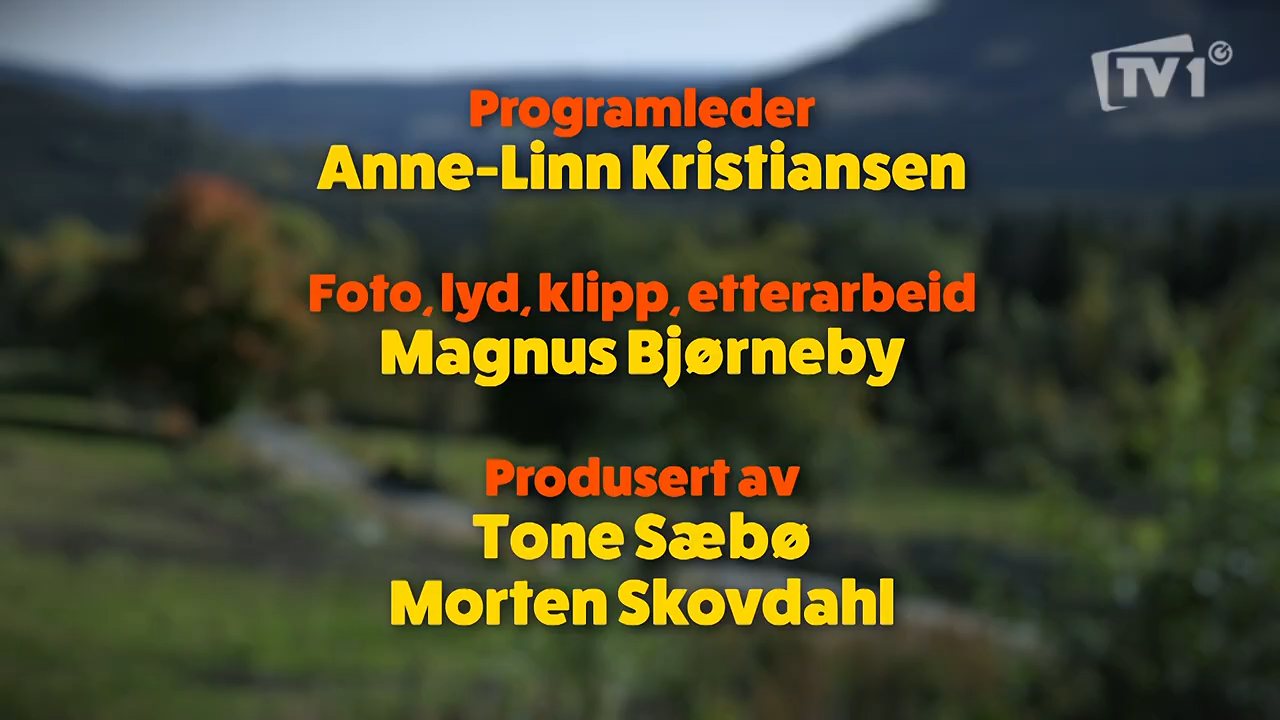 TV1
Programleder
Anne-Linn Kristiansen
Foto, lyd, klipp, etterarbeid
Magnus Bjørneby
Produsert av
Tone Sæbø
Morten Skovdahl